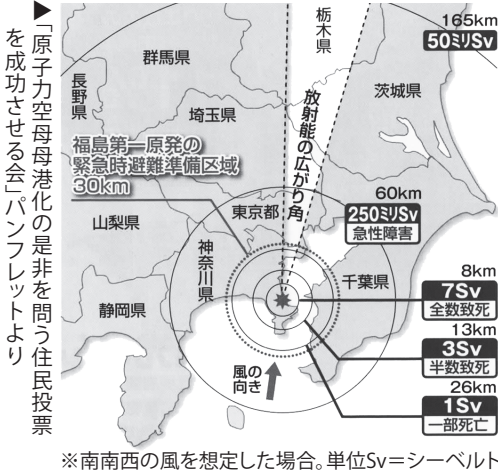 ▶「原子力空母母港化の是非を問う住民投票
を成功させる会」パンフレットより
栃木県
165km
50ミリSv
群馬県
長野県
茨城県
埼玉県
放射能の広がり角
福島第一原発の
緊急時避難準備区域
30km
60km
250ミリSv
急性障害
東京都
山梨県
神奈川県
千葉県
8km
7Sv
全数致死
静岡県
13km
3Sv
半数致死
風の
向き
26km
1Sv
一部死亡
※南南西の風を想定した場合。単位Sv=シーベルト